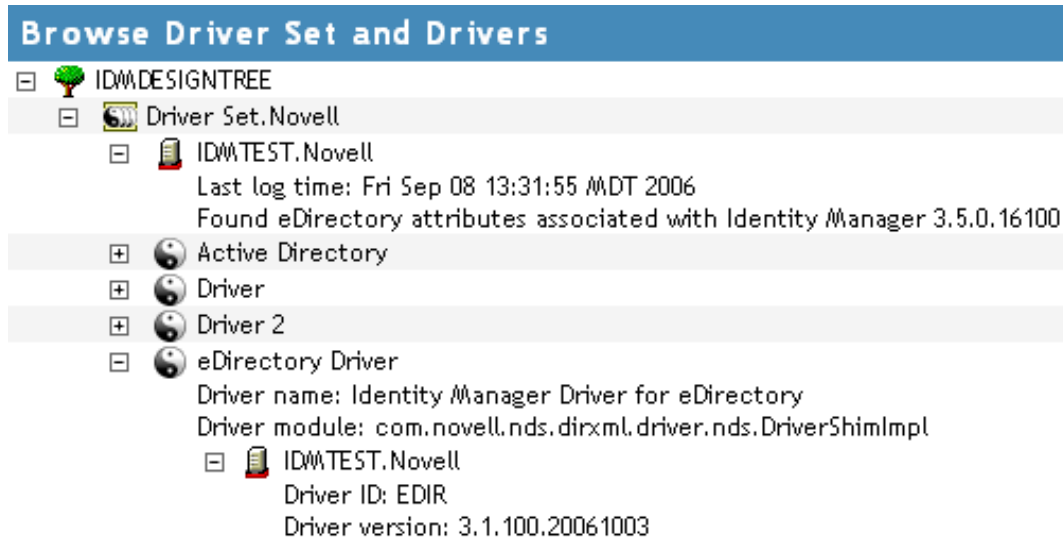 Browse Driver Set and Drivers
IDMDESIGNTREE
Driver Set.Novell
IDMTEST.Novell
Last log time: Fri Sep 08 13:31:55 MDT 2006
Found eDirectory attributes associated with Identity Manager 3.5.0.16100
Active Directory
Driver
Driver 2
eDirectory Driver
Driver name: Identity Manager Driver for eDirectory
Driver module: com.novell.nds.dirxml.driver.nds.DriverShimImpl
IDMTEST.Novell
Driver ID: EDIR
Driver version: 3.1.100.20061003